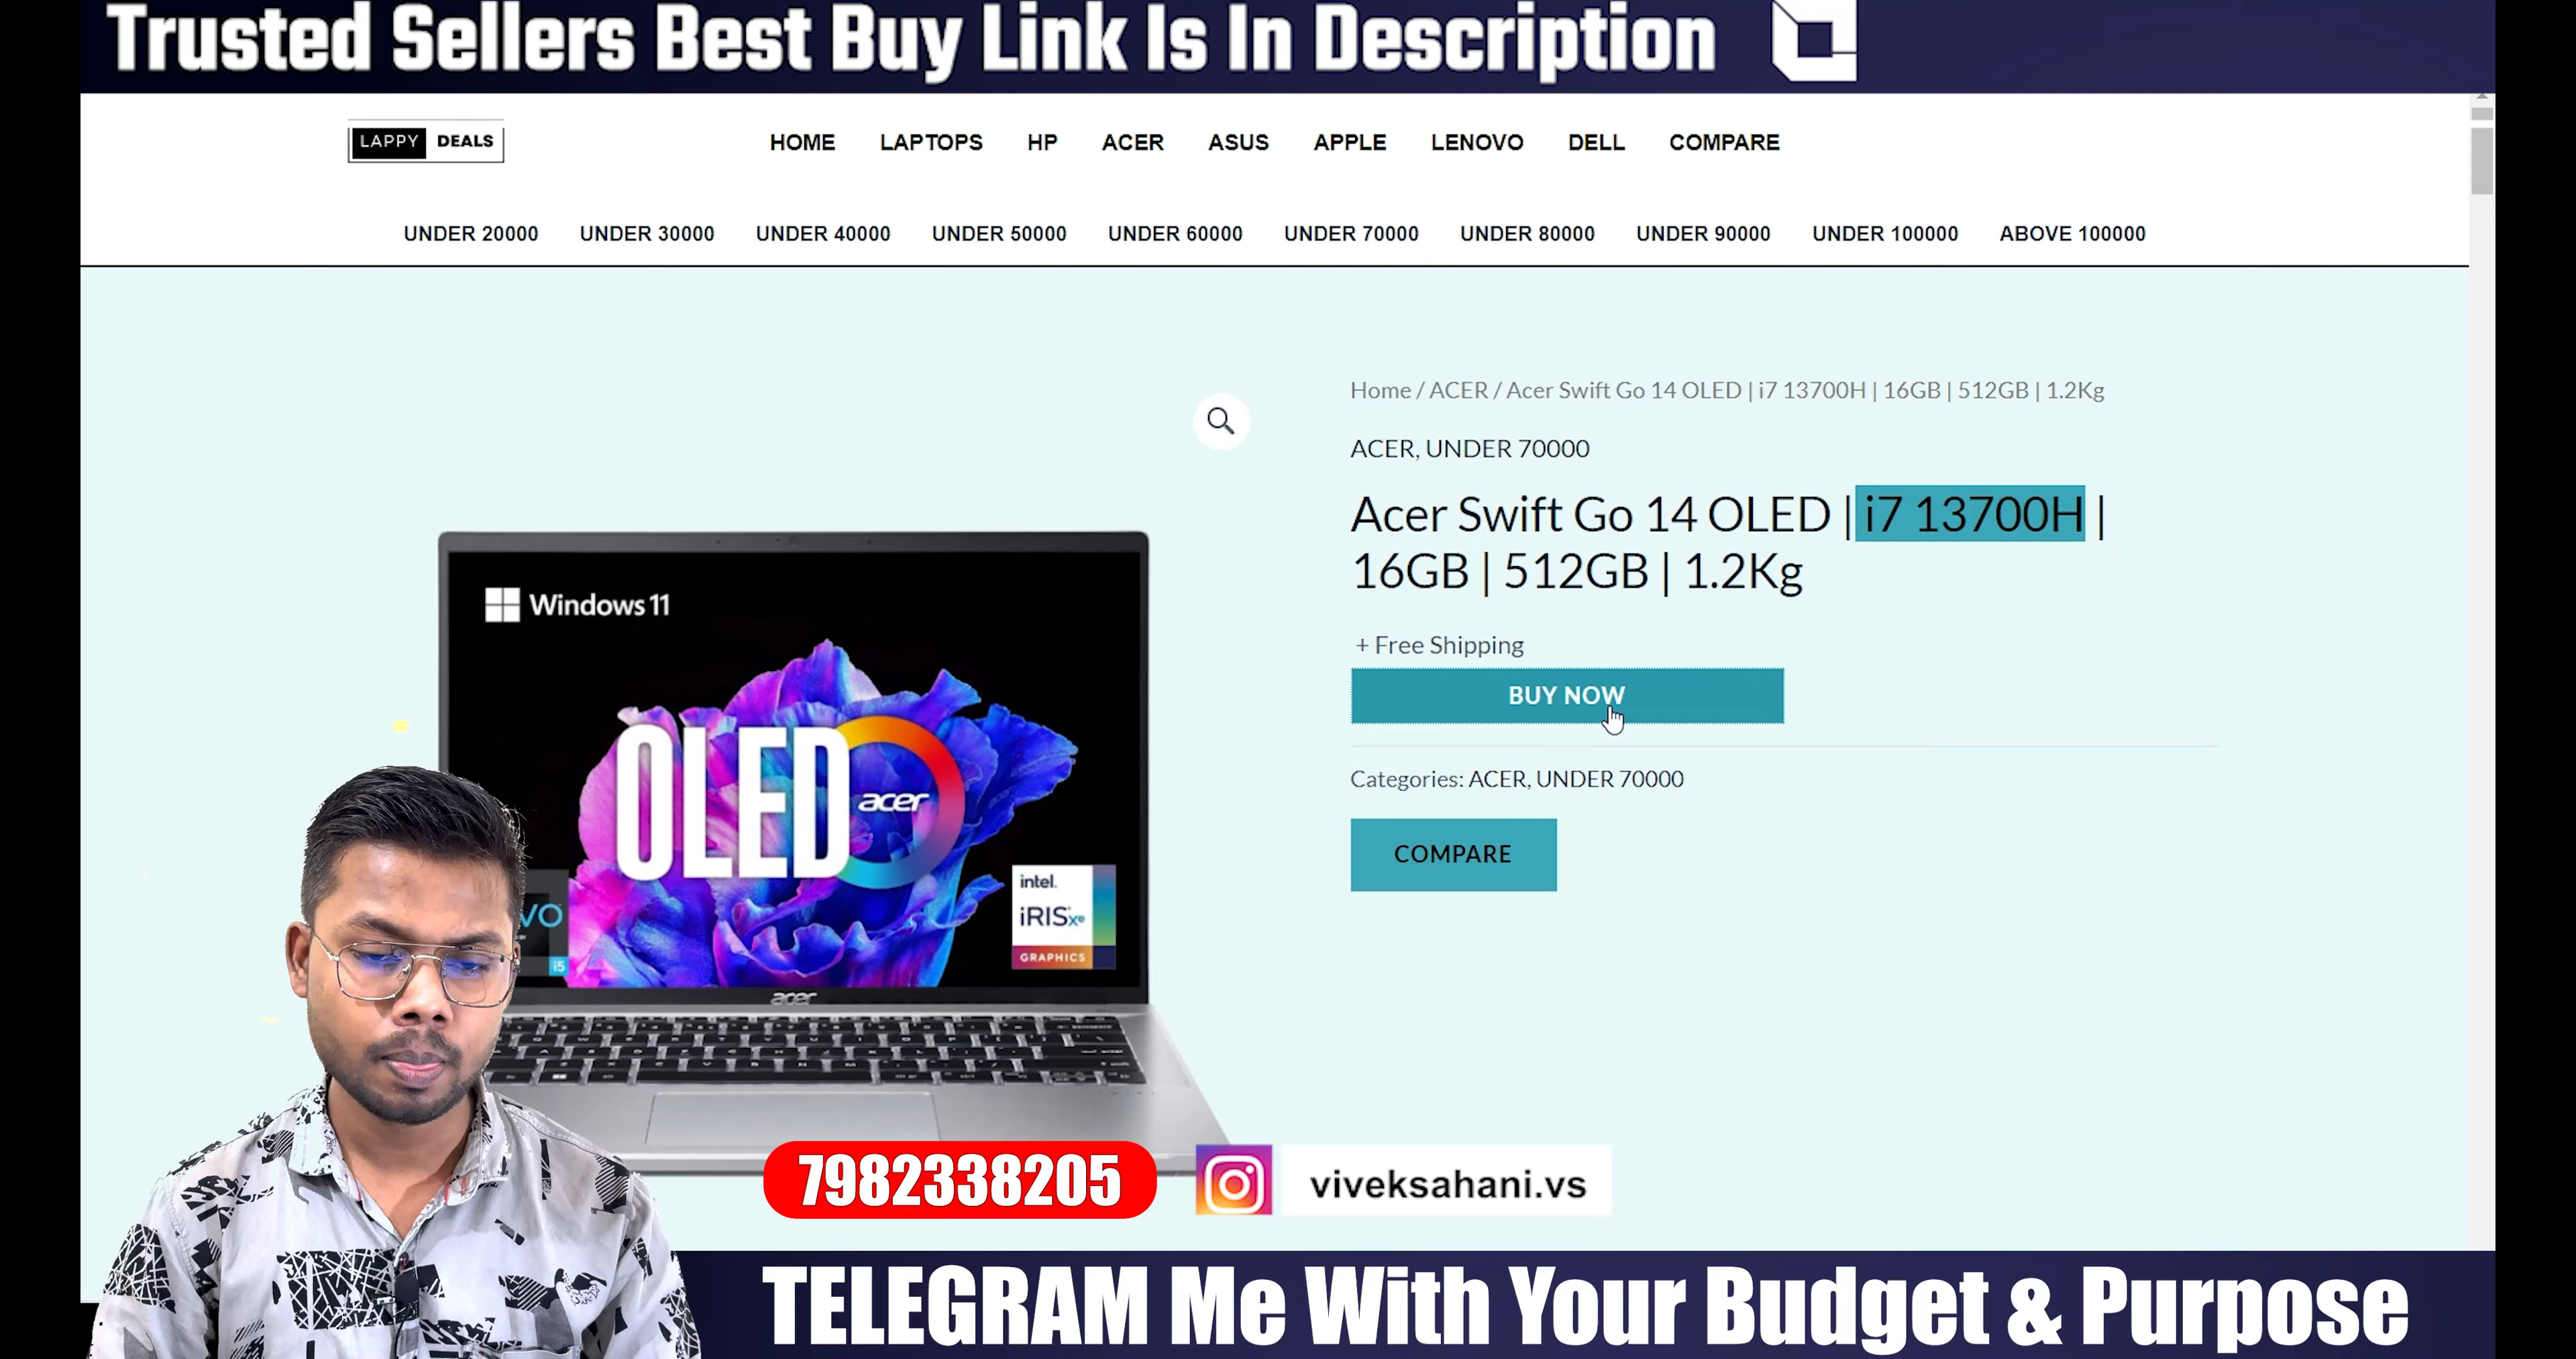 Trusted Sellers Best Buy Link Is In Description
LAPPY DEALS
HOME LAPTOPS HP ACER ASUS APPLE LENOVO DELL COMPARE
UNDER 20000 UNDER 30000 UNDER 40000 UNDER 50000 UNDER 60000 UNDER 70000 UNDER 80000 UNDER 90000 UNDER 100000 ABOVE 100000
Home / ACER / Acer Swift Go 14 OLED | i7 13700H | 16GB | 512GB | 1.2Kg
ACER, UNDER 70000
Acer Swift Go 14 OLED | i7 13700H |
16GB | 512GB | 1.2Kg
+ Free Shipping
BUY NOW
Categories: ACER, UNDER 70000
COMPARE
Windows 11
OLED
acer
intel.
iRISxe
GRAPHICS
VO
i5
acer
7982338205
viveksahani.vs
TELEGRAM Me With Your Budget & Purpose